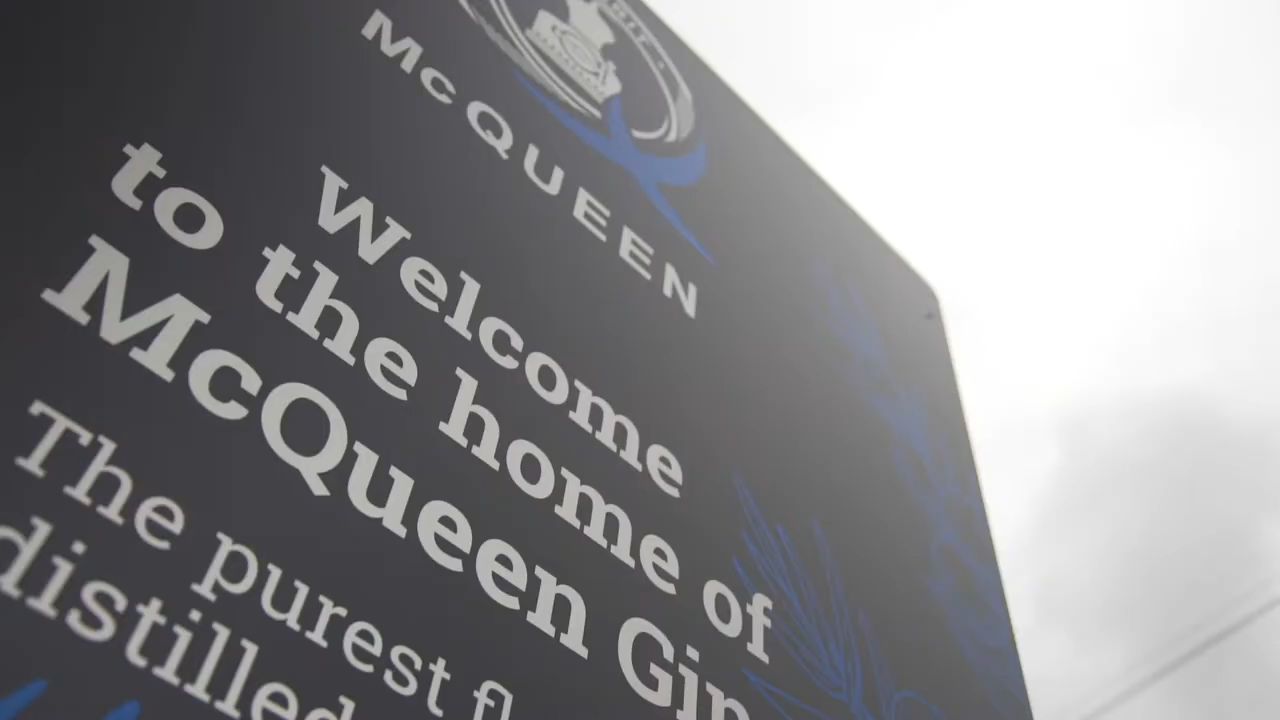 McQUEEN
Welcome
to the home of
McQueen Gin
The purest
distilled